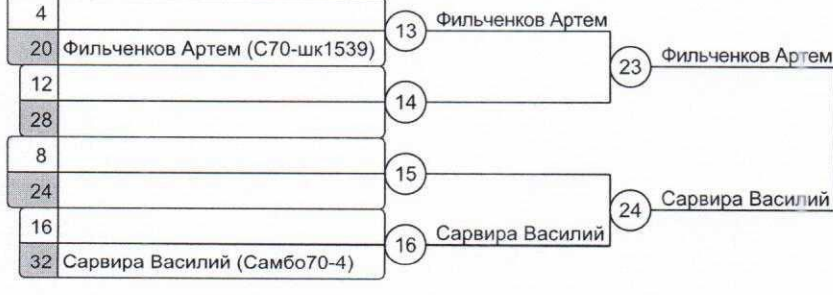 4
20 Фильченков Артем (С70-шк1539)
13 Фильченков Артем
12
28
14
23 Фильченков Артем
8
24
15
16
32 Сарвира Василий (Самбо70-4)
16 Сарвира Василий
24 Сарвира Василий